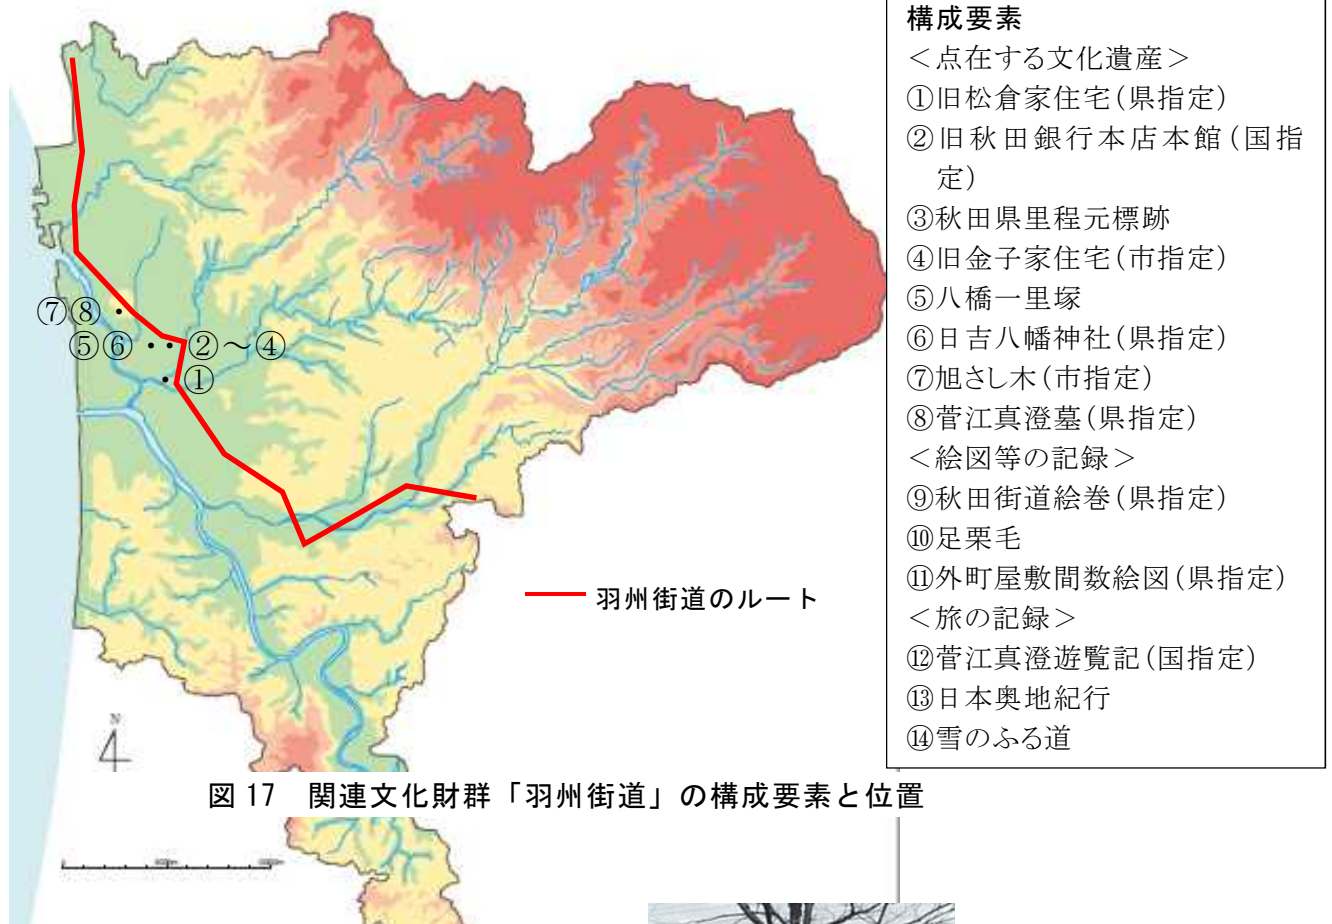 構成要素
＜点在する文化遺産＞
①旧松倉家住宅(県指定)
②旧秋田銀行本店本館(国指
定)
③秋田県里程元標跡
④旧金子家住宅(市指定)
⑤八橋一里塚
⑥日吉八幡神社(県指定)
⑦旭さし木(市指定)
⑧菅江真澄墓(県指定)
＜絵図等の記録＞
⑨秋田街道絵巻(県指定)
⑩足栗毛
⑪外町屋敷間数絵図(県指定)
＜旅の記録＞
⑫菅江真澄遊覧記(国指定)
⑬日本奥地紀行
⑭雪のふる道
⑦⑧
⑤⑥ ②～④
①
羽州街道のルート
N
図 17　関連文化財群「羽州街道」の構成要素と位置